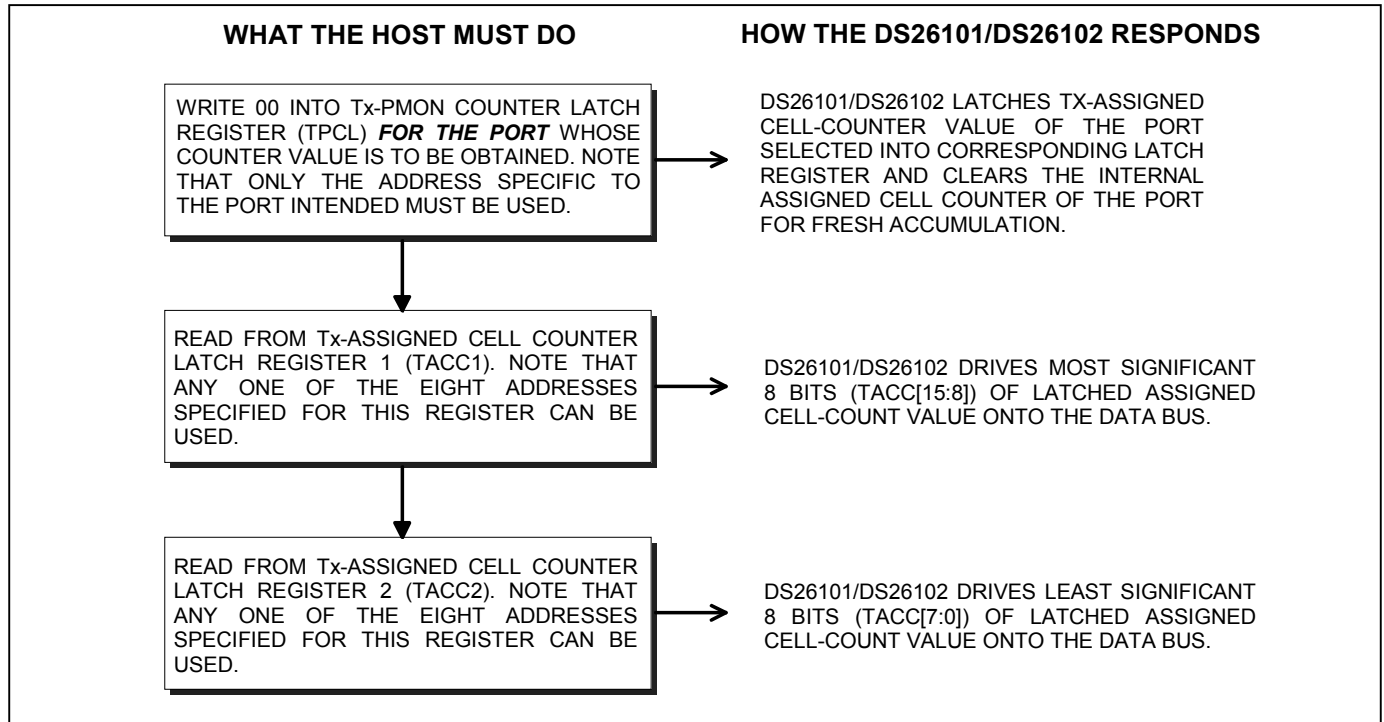 WHAT THE HOST MUST DO
HOW THE DS26101/DS26102 RESPONDS
WRITE 00 INTO Tx-PMON COUNTER LATCH
REGISTER (TPCL) FOR THE PORT WHOSE
COUNTER VALUE IS TO BE OBTAINED. NOTE
THAT ONLY THE ADDRESS SPECIFIC TO
THE PORT INTENDED MUST BE USED.
DS26101/DS26102 LATCHES TX-ASSIGNED
CELL-COUNTER VALUE OF THE PORT
SELECTED INTO CORRESPONDING LATCH
REGISTER AND CLEARS THE INTERNAL
ASSIGNED CELL COUNTER OF THE PORT
FOR FRESH ACCUMULATION.
READ FROM Tx-ASSIGNED CELL COUNTER
LATCH REGISTER 1 (TACC1). NOTE THAT
ANY ONE OF THE EIGHT ADDRESSES
SPECIFIED FOR THIS REGISTER CAN BE
USED.
DS26101/DS26102 DRIVES MOST SIGNIFICANT
8 BITS (TACC[15:8]) OF LATCHED ASSIGNED
CELL-COUNT VALUE ONTO THE DATA BUS.
READ FROM Tx-ASSIGNED CELL COUNTER
LATCH REGISTER 2 (TACC2). NOTE THAT
ANY ONE OF THE EIGHT ADDRESSES
SPECIFIED FOR THIS REGISTER CAN BE
USED.
DS26101/DS26102 DRIVES LEAST SIGNIFICANT
8 BITS (TACC[7:0]) OF LATCHED ASSIGNED
CELL-COUNT VALUE ONTO THE DATA BUS.